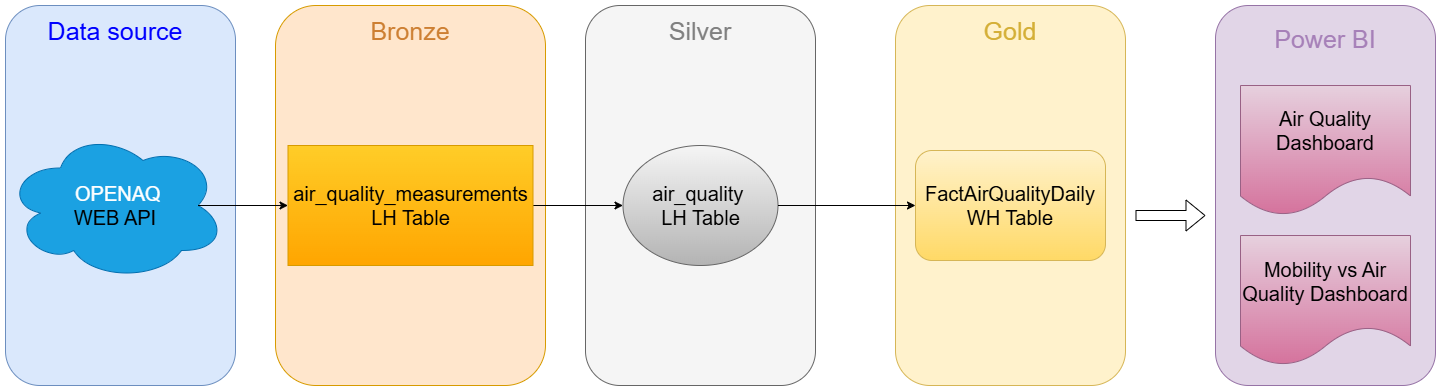 Data source
OPENAQ
WEB API
Bronze
air_quality_measurements
LH Table
Silver
air_quality
LH Table
Gold
FactAirQualityDaily
WH Table
Power BI
Air Quality
Dashboard
Mobility vs Air
Quality Dashboard